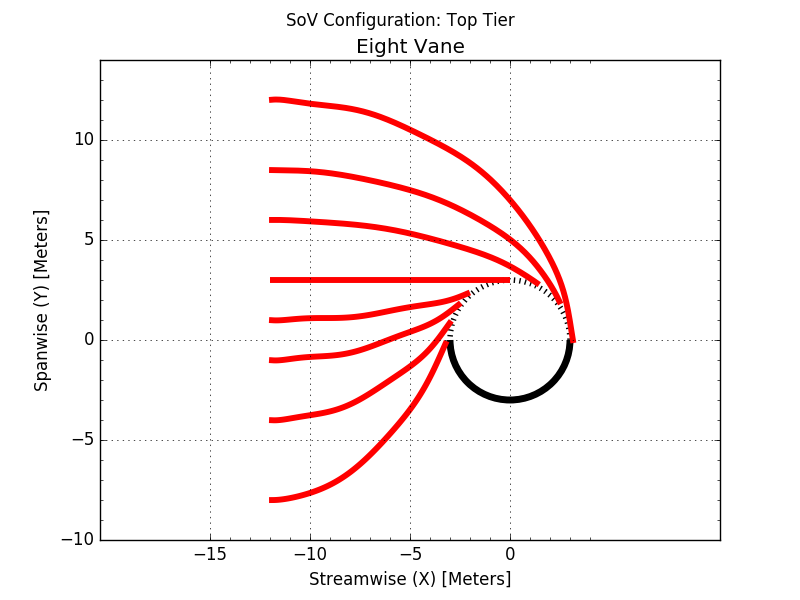 SoV Configuration: Top Tier
Eight Vane
10
5
0
−5
−10
Spanwise (Y) [Meters]
−15 −10 −5 0
Streamwise (X) [Meters]